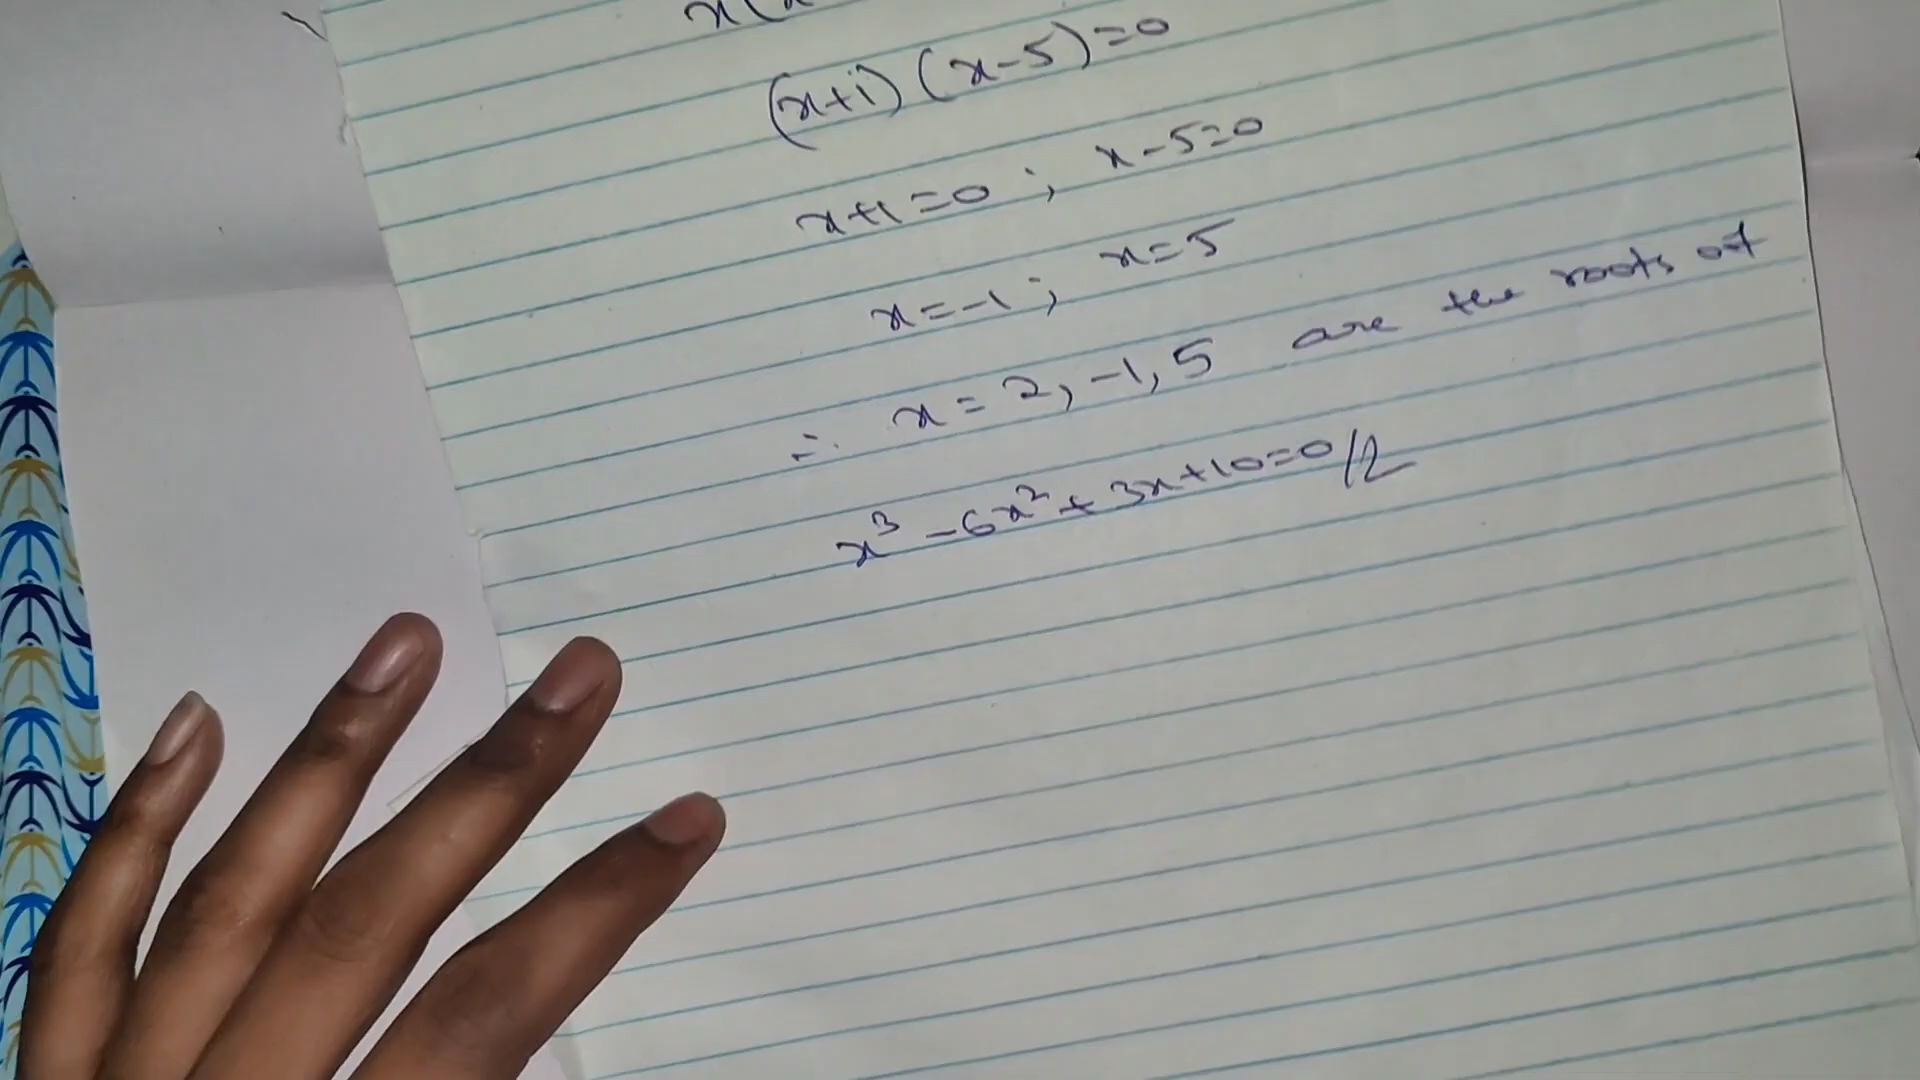 (x+1) (x-5)=0
x+1=0 ; x-5=0
x=-1 ; x=5
∴ x = 2, -1, 5 are the roots of
x³ - 6x² + 3x + 10 = 0 //